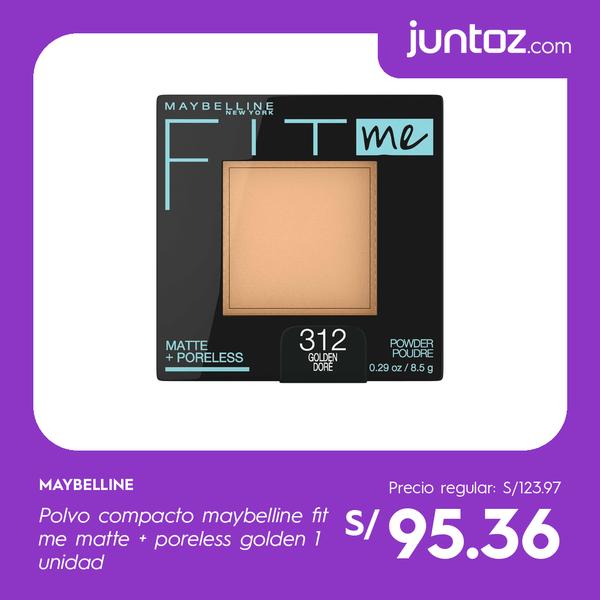 juntoz.com
MAYBELLINE
NEW YORK
FIT me
312
GOLDEN
DORÉ
MATTE
+ PORELESS
POWDER
POUDRE
0.29 oz / 8.5 g
MAYBELLINE
Polvo compacto maybelline fit
me matte + poreless golden 1
unidad
Precio regular: S/123.97
S/95.36